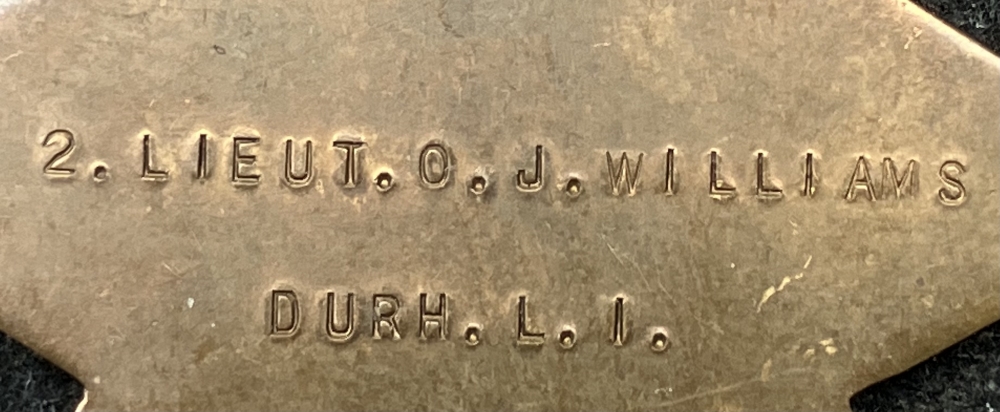 2. LIEUT. O. J. WILLIAMS
DURH. L. I.